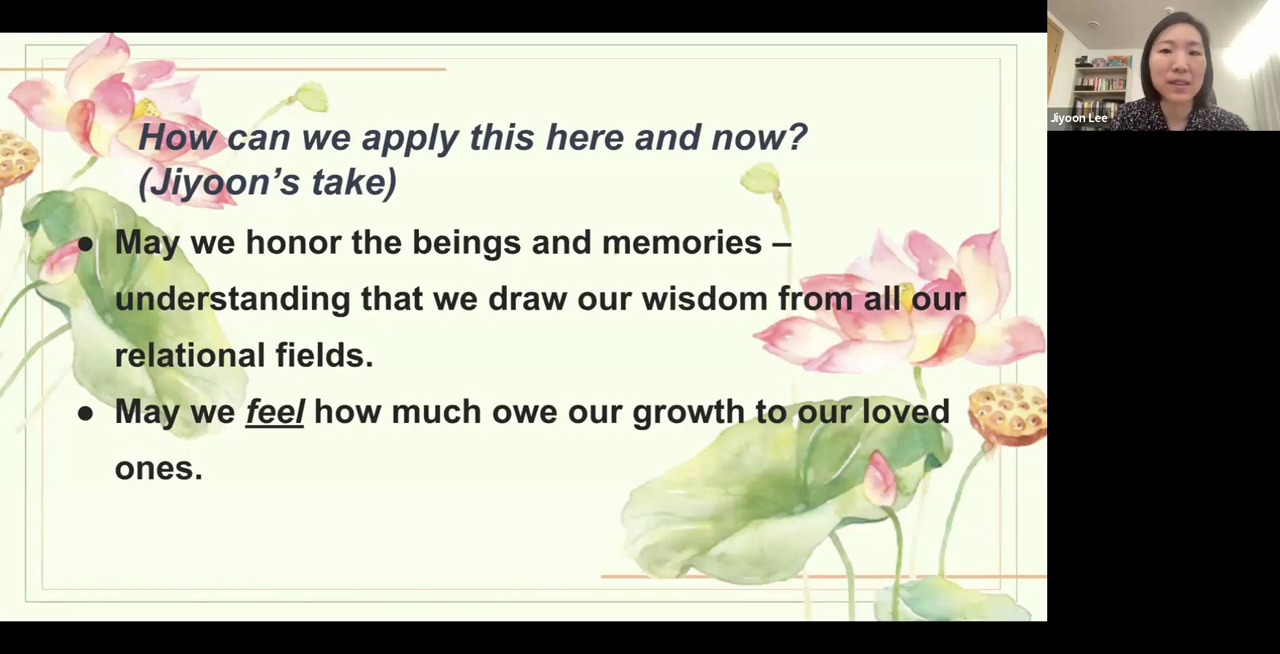 How can we apply this here and now?
(Jiyoon’s take)
● May we honor the beings and memories –
understanding that we draw our wisdom from all our
relational fields.
● May we feel how much owe our growth to our loved
ones.
Jiyoon Lee